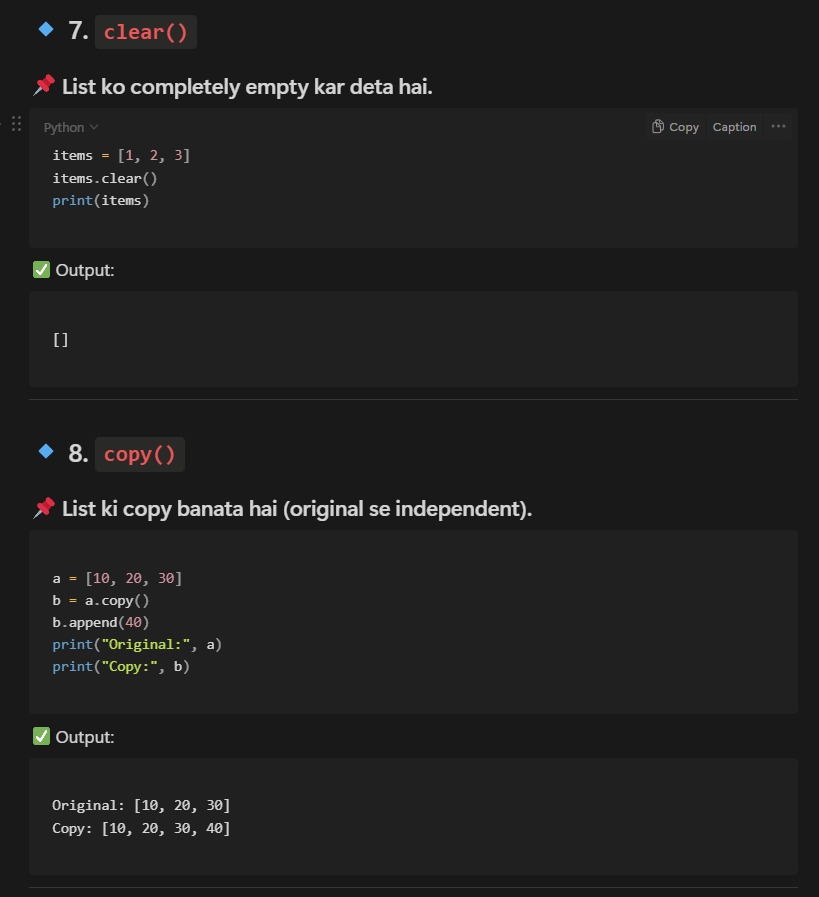 7. clear()
List ko completely empty kar deta hai.
Python
Copy Caption
items = [1, 2, 3]
items.clear()
print(items)
Output:
[]
8. copy()
List ki copy banata hai (original se independent).
a = [10, 20, 30]
b = a.copy()
b.append(40)
print("Original:", a)
print("Copy:", b)
Output:
Original: [10, 20, 30]
Copy: [10, 20, 30, 40]